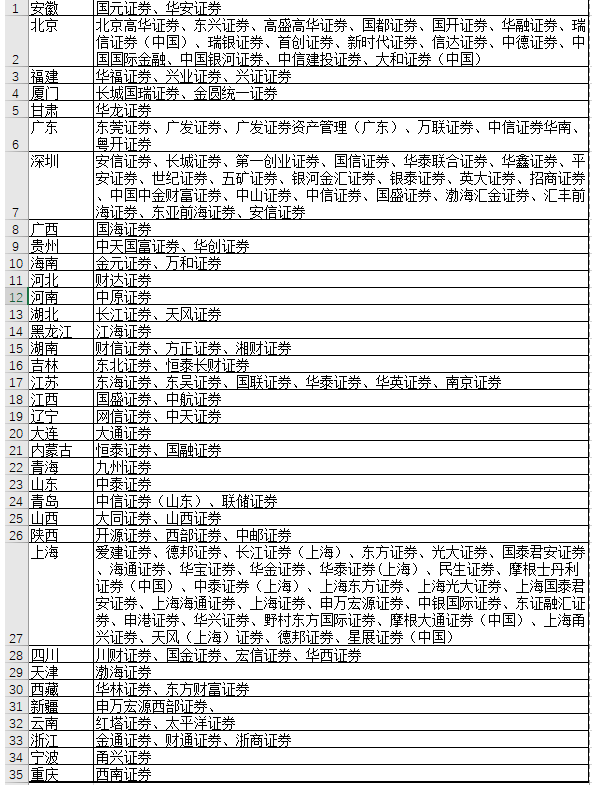 1 安徽 国元证券、华安证券
北京 北京高华证券、东兴证券、高盛高华证券、国都证券、国开证券、华融证券、瑞
信证券（中国）、瑞银证券、首创证券、新时代证券、信达证券、中德证券、中
2 国国际金融、中国银河证券、中信建投证券、大和证券（中国）
3 福建 华福证券、兴业证券、兴证证券
4 厦门 长城国瑞证券、金圆统一证券
5 甘肃 华龙证券
广东 东莞证券、广发证券、广发证券资产管理（广东）、万联证券、中信证券华南、
6 粤开证券
深圳 安信证券、长城证券、第一创业证券、国信证券、华泰联合证券、华鑫证券、平
安证券、世纪证券、五矿证券、银河金汇证券、银泰证券、英大证券、招商证券
、中国中金财富证券、中山证券、中信证券、国盛证券、渤海汇金证券、汇丰前
7 海证券、东亚前海证券、安信证券
8 广西 国海证券
9 贵州 中天国富证券、华创证券
10 海南 金元证券、万和证券
11 河北 财达证券
12 河南 中原证券
13 湖北 长江证券、天风证券
14 黑龙江 江海证券
15 湖南 财信证券、方正证券、湘财证券
16 吉林 东北证券、恒泰长财证券
17 江苏 东海证券、东吴证券、国联证券、华泰证券、华英证券、南京证券
18 江西 国盛证券、中航证券
19 辽宁 网信证券、中天证券
20 大连 大通证券
21 内蒙古 恒泰证券、国融证券
22 青海 九州证券
23 山东 中泰证券
24 青岛 中信证券（山东）、联储证券
25 山西 大同证券、山西证券
26 陕西 开源证券、西部证券、中邮证券
上海 爱建证券、德邦证券、长江证券（上海）、东方证券、光大证券、国泰君安证券
、海通证券、华宝证券、华金证券、华泰证券(上海）、民生证券、摩根士丹利
证券（中国）、中泰证券（上海）、上海东方证券、上海光大证券、上海国泰君
安证券、上海海通证券、上海证券、申万宏源证券、中银国际证券、东证融汇证
券、申港证券、华兴证券、野村东方国际证券、摩根大通证券（中国）、上海甬
27 兴证券、天风（上海）证券、德邦证券、星展证券（中国）
28 四川 川财证券、国金证券、宏信证券、华西证券
29 天津 渤海证券
30 西藏 华林证券、东方财富证券
31 新疆 申万宏源西部证券、
32 云南 红塔证券、太平洋证券
33 浙江 金通证券、财通证券、浙商证券
34 宁波 甬兴证券
35 重庆 西南证券